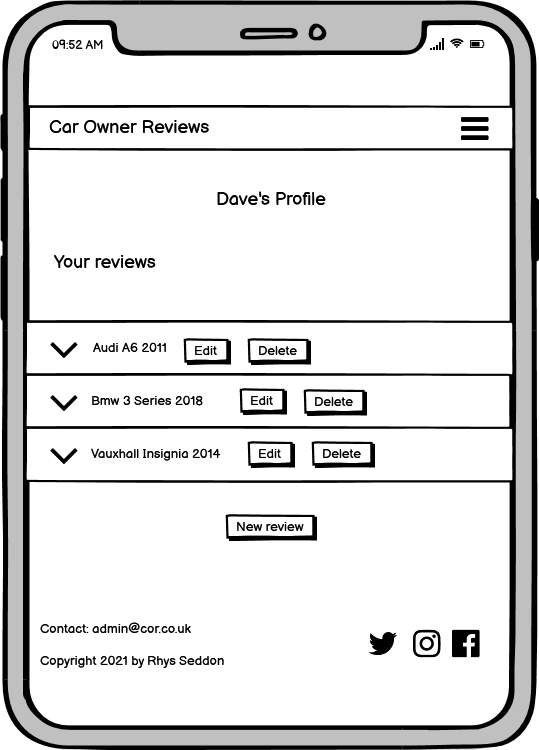 09:52 AM
Car Owner Reviews
Dave's Profile
Your reviews
Audi A6 2011 Edit Delete
Bmw 3 Series 2018 Edit Delete
Vauxhall Insignia 2014 Edit Delete
New review
Contact: admin@cor.co.uk
Copyright 2021 by Rhys Seddon